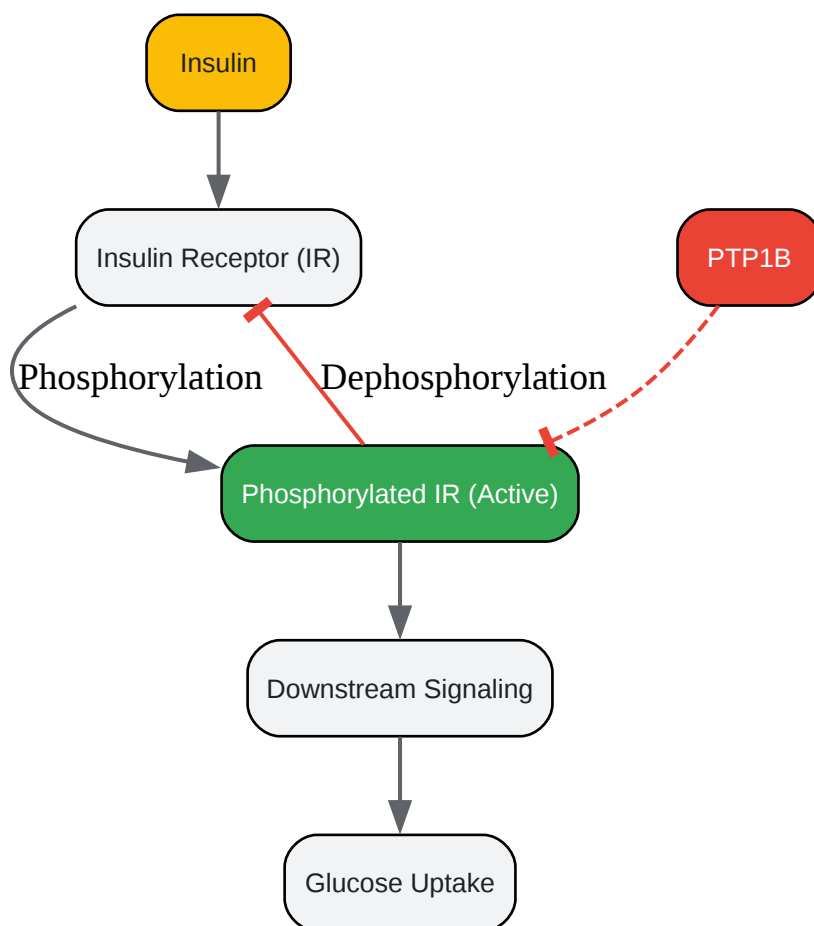 Insulin
Insulin Receptor (IR)
PTP1B
Phosphorylation
Dephosphorylation
Phosphorylated IR (Active)
Downstream Signaling
Glucose Uptake